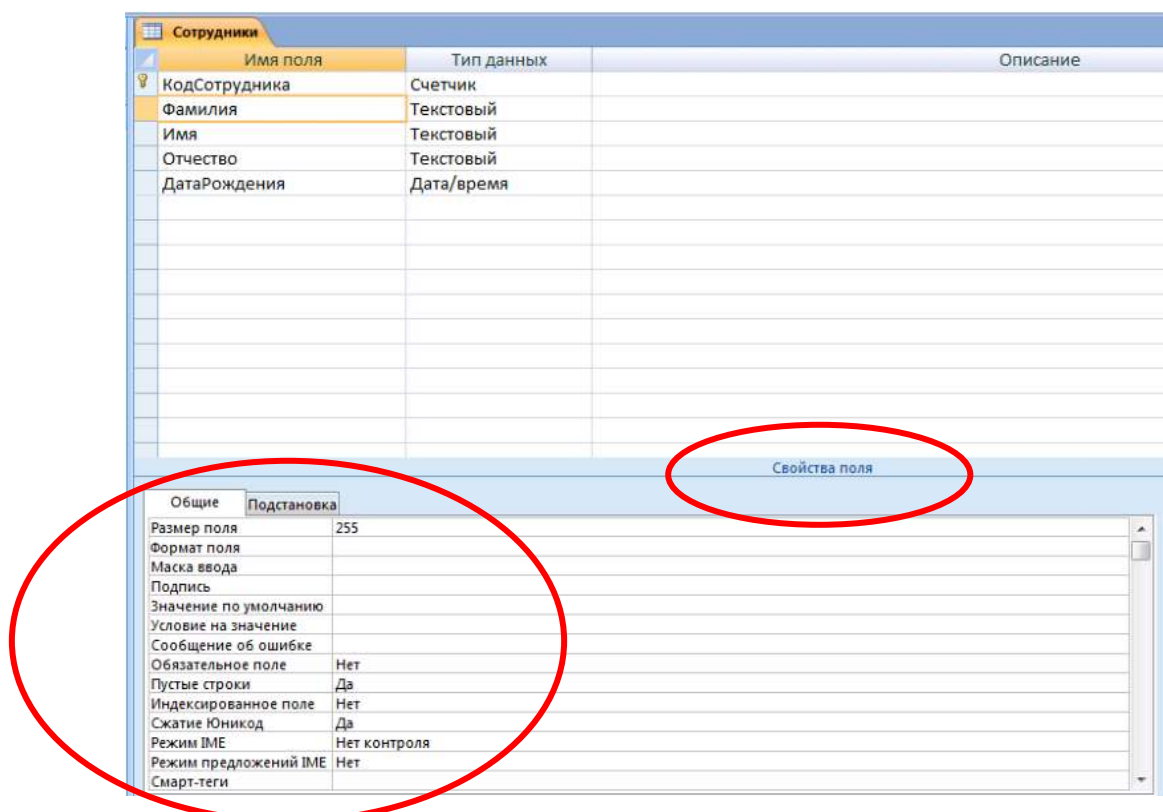 Сотрудники
Имя поля Тип данных Описание
КодСотрудника Счетчик
Фамилия Текстовый
Имя Текстовый
Отчество Текстовый
ДатаРождения Дата/время
Свойства поля
Общие Подстановка
Размер поля 255
Формат поля
Маска ввода
Подпись
Значение по умолчанию
Условие на значение
Сообщение об ошибке
Обязательное поле Нет
Пустые строки Да
Индексированное поле Нет
Сжатие Юникод Да
Режим IME Нет контроля
Режим предложений IME Нет
Смарт-теги